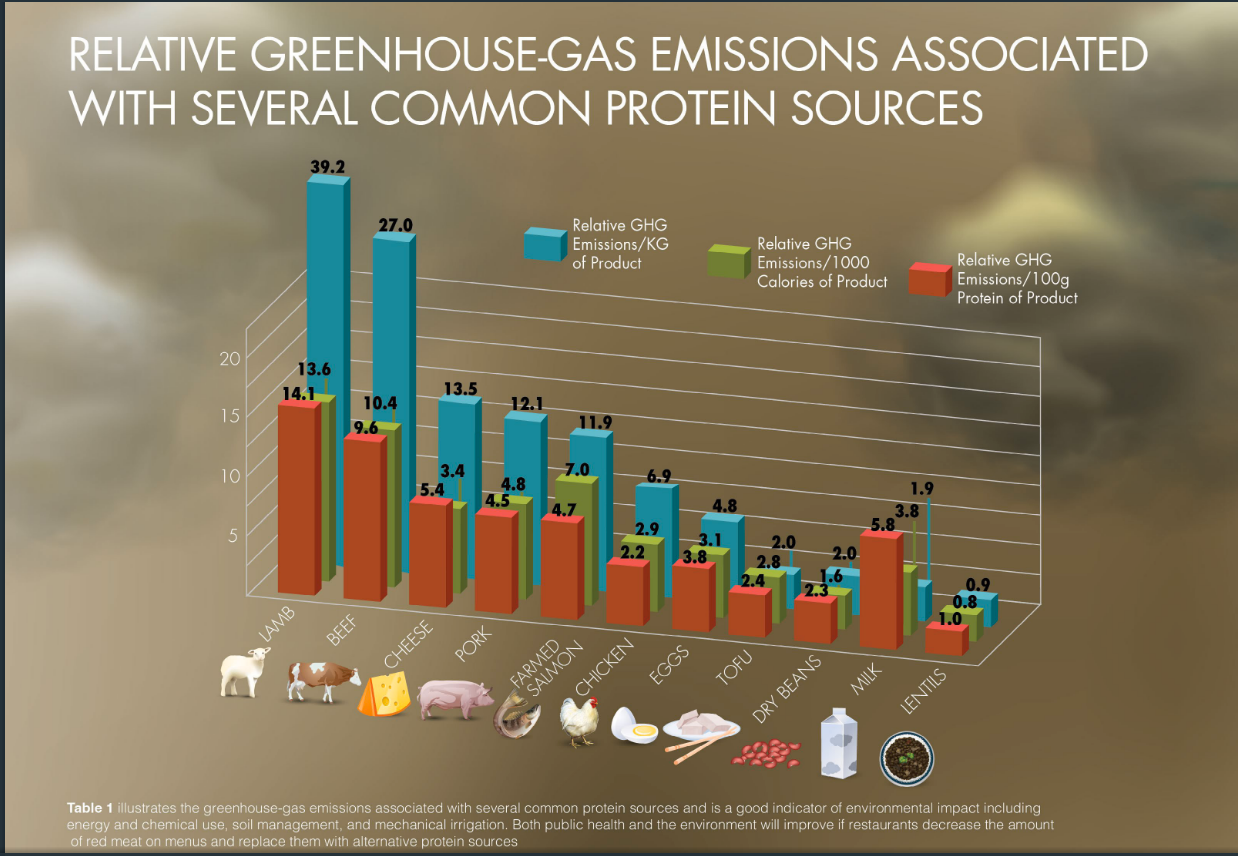 RELATIVE GREENHOUSE-GAS EMISSIONS ASSOCIATED
WITH SEVERAL COMMON PROTEIN SOURCES
Relative GHG
Emissions/KG
of Product
Relative GHG
Emissions/1000
Calories of Product
Relative GHG
Emissions/100g
Protein of Product
20
15
10
5
39.2
13.6
14.1
27.0
10.4
9.6
13.5
3.4
5.4
12.1
4.8
4.5
11.9
7.0
4.7
6.9
2.9
2.2
4.8
3.1
3.8
2.0
2.8
2.4
2.0
1.6
2.3
1.9
3.8
5.8
0.9
0.8
1.0
LAMB
BEEF
CHEESE
PORK
FARMED
SALMON
CHICKEN
EGGS
TOFU
DRY BEANS
MILK
LENTILS
Table 1 illustrates the greenhouse-gas emissions associated with several common protein sources and is a good indicator of environmental impact including
energy and chemical use, soil management, and mechanical irrigation. Both public health and the environment will improve if restaurants decrease the amount
of red meat on menus and replace them with alternative protein sources